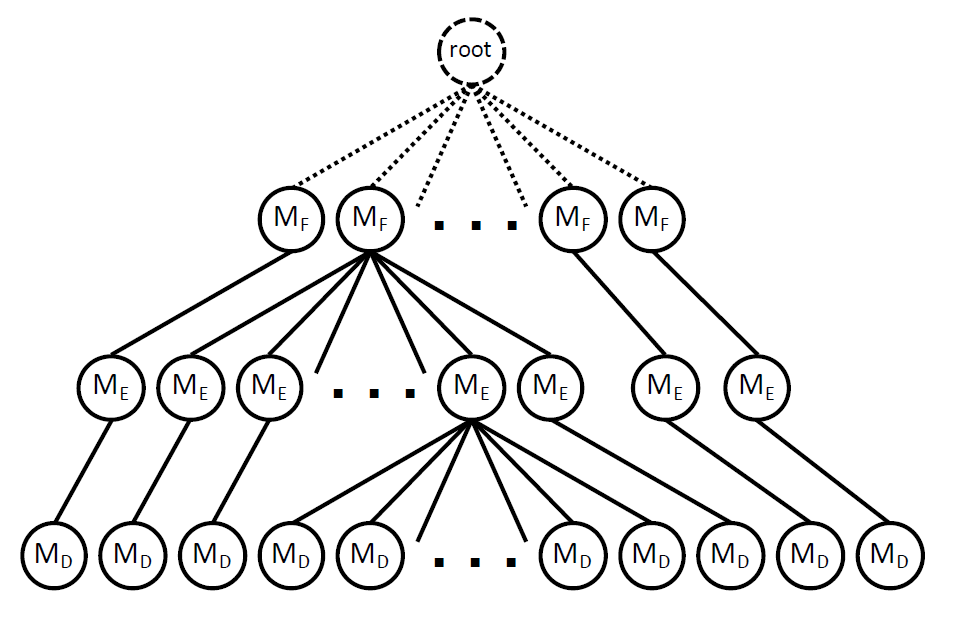 root
M_F M_F . . . M_F M_F
M_E M_E M_E . . . M_E M_E M_E M_E
M_D M_D M_D M_D M_D . . . M_D M_D M_D M_D M_D